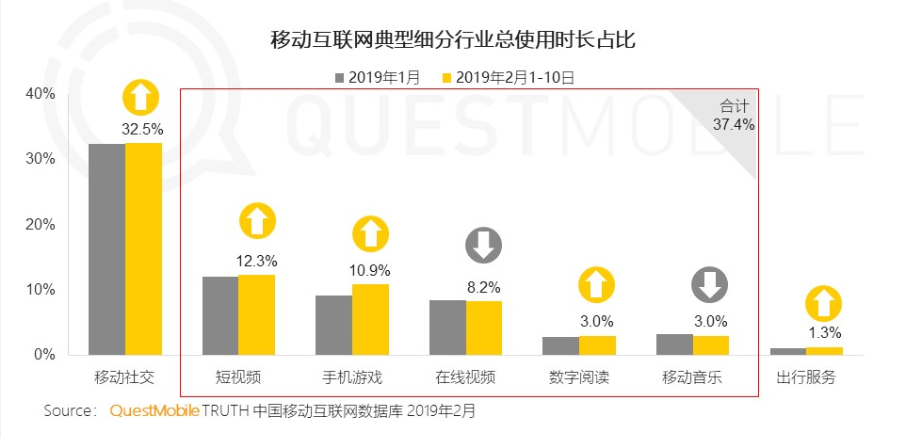 移动互联网典型细分行业总使用时长占比
2019年1月 2019年2月1-10日
QUESTMOBILE
合计
37.4%
40%
30%
20%
10%
0%
32.5%
12.3%
10.9%
8.2%
3.0%
3.0%
1.3%
移动社交 短视频 手机游戏 在线视频 数字阅读 移动音乐 出行服务
Source: QuestMobile TRUTH 中国移动互联网数据库 2019年2月